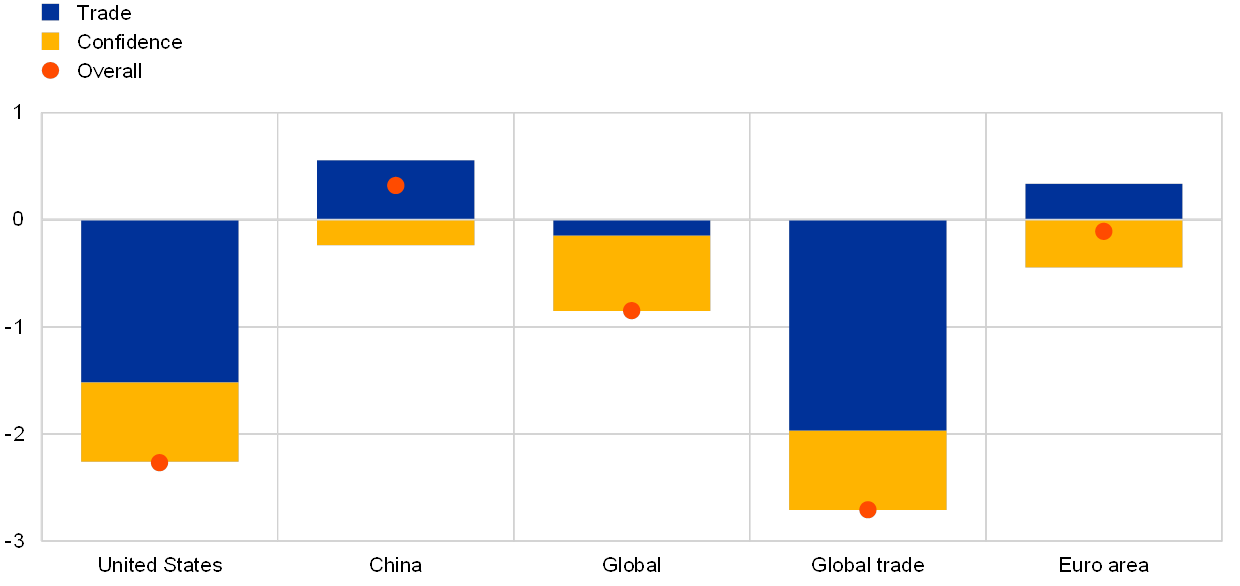 Trade
Confidence
Overall
1
0
-1
-2
-3
United States China Global Global trade Euro area